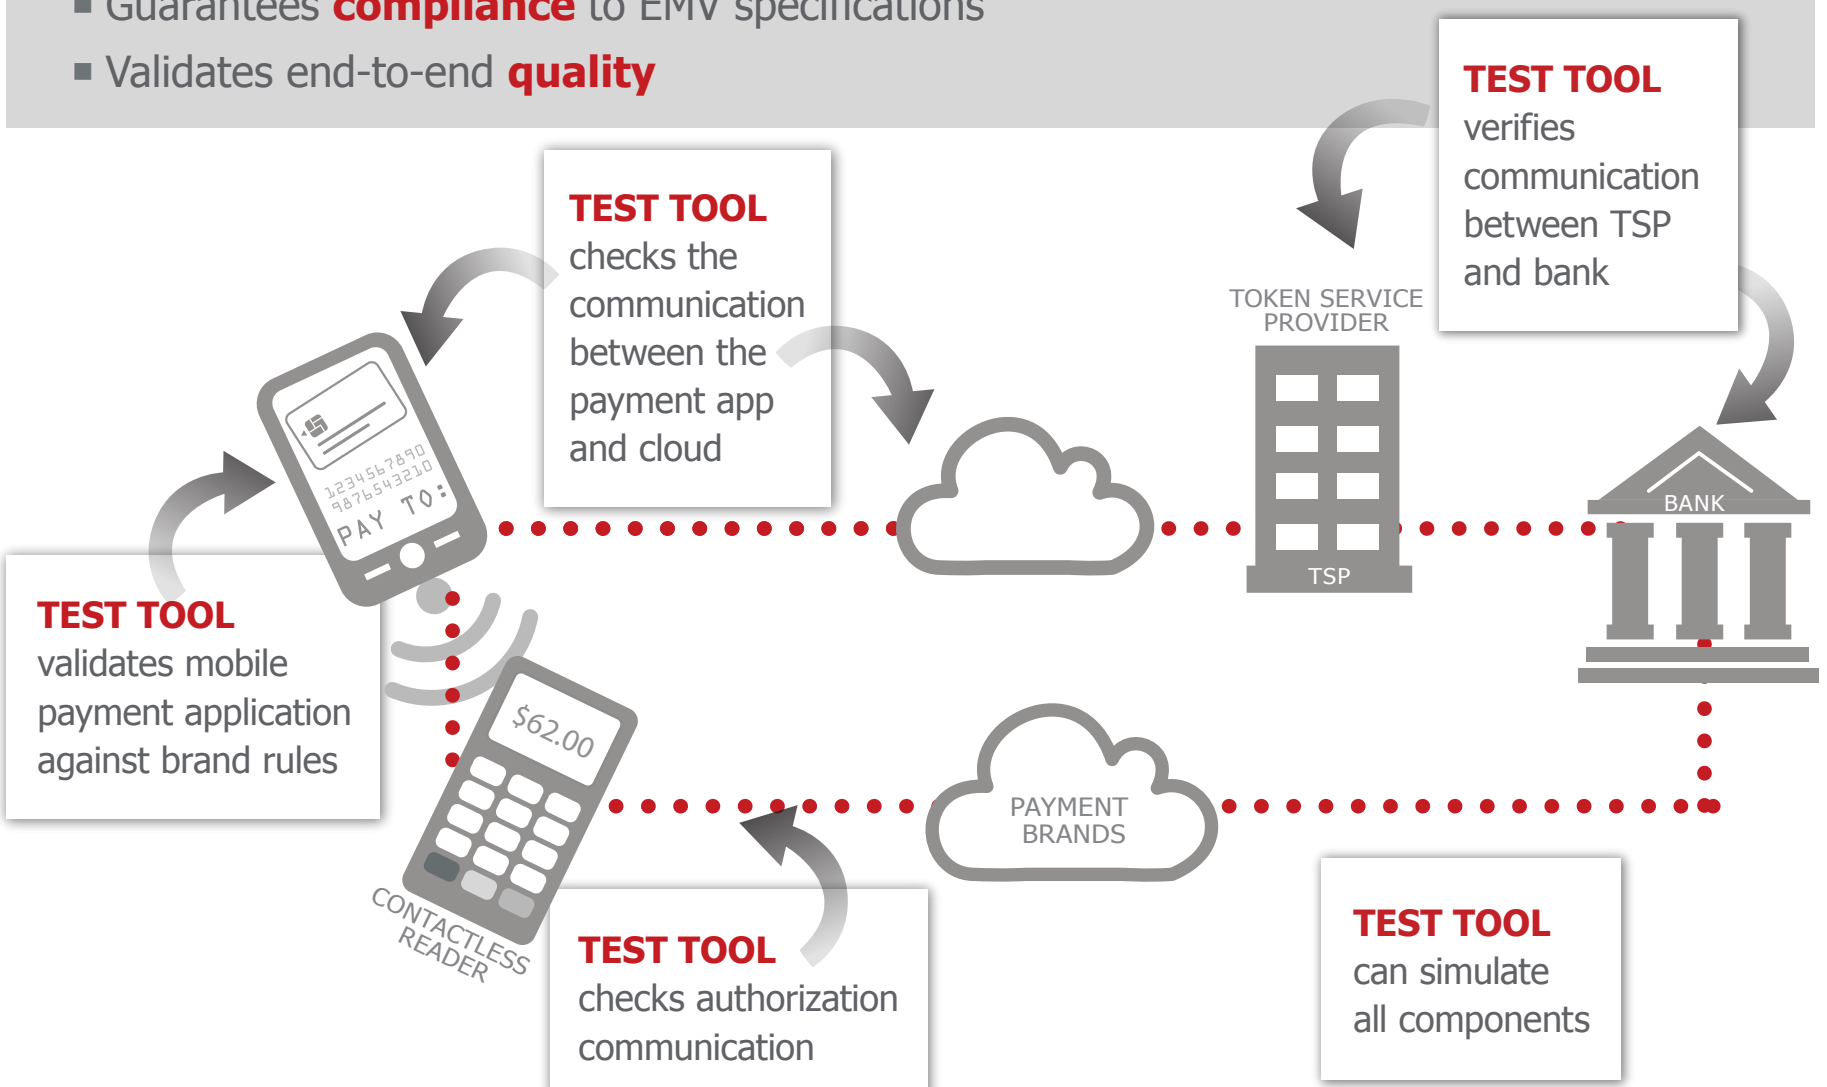 ■ Guarantees compliance to EMV specifications
■ Validates end-to-end quality
TEST TOOL
verifies
communication
between TSP
and bank
TEST TOOL
checks the
communication
between the
payment app
and cloud
TOKEN SERVICE
PROVIDER
TSP
BANK
1234567890
9876543210
PAY TO:
TEST TOOL
validates mobile
payment application
against brand rules
$62.00
CONTACTLESS
READER
PAYMENT
BRANDS
TEST TOOL
checks authorization
communication
TEST TOOL
can simulate
all components